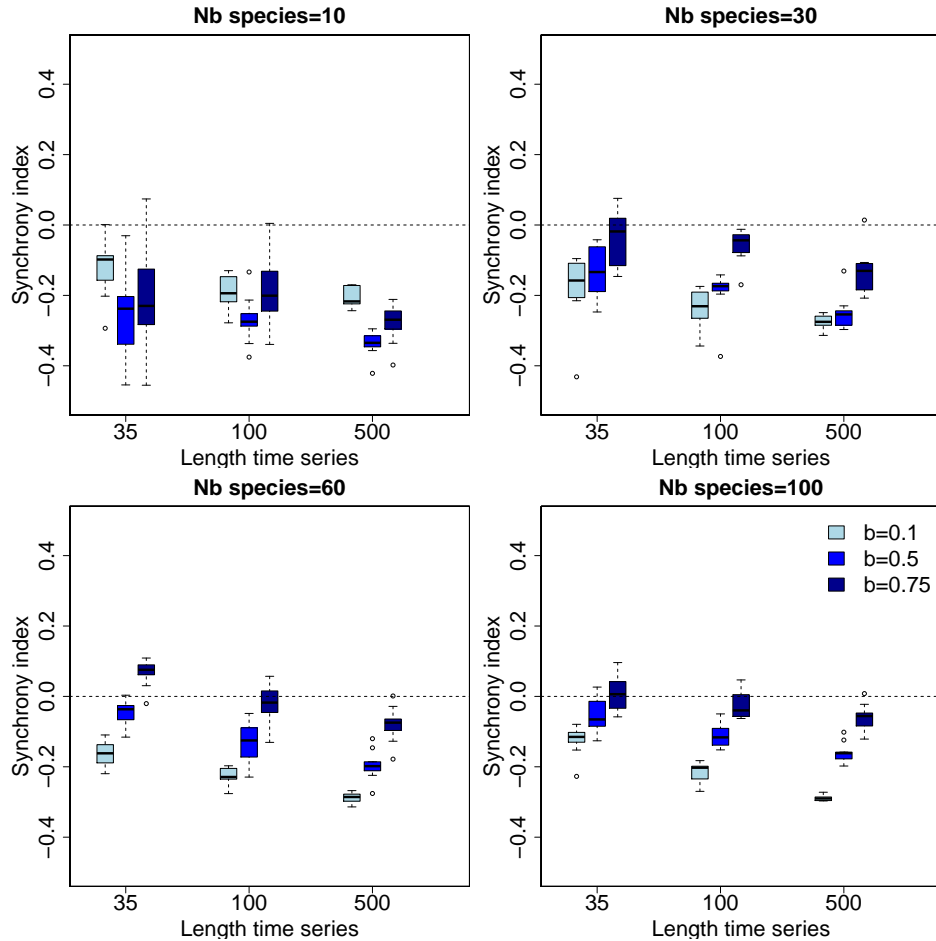 Nb species=10
Synchrony index
0.4
0.2
0.0
−0.2
−0.4
35
100
500
Length time series
Nb species=30
Synchrony index
0.4
0.2
0.0
−0.2
−0.4
35
100
500
Length time series
Nb species=60
Synchrony index
0.4
0.2
0.0
−0.2
−0.4
35
100
500
Length time series
Nb species=100
Synchrony index
0.4
0.2
0.0
−0.2
−0.4
b=0.1
b=0.5
b=0.75
35
100
500
Length time series